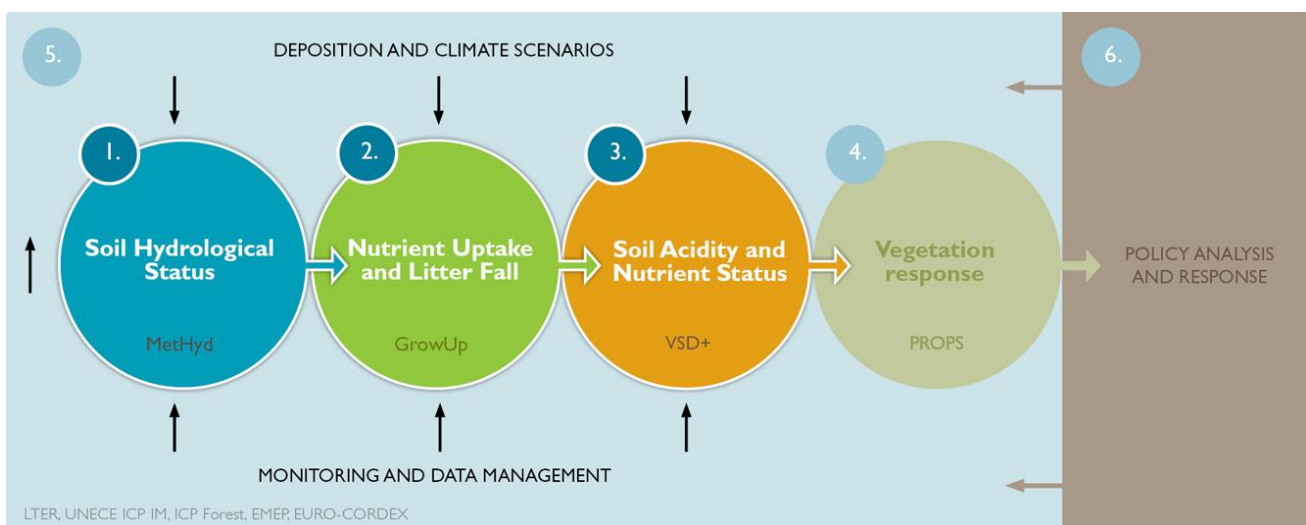 5.
DEPOSITION AND CLIMATE SCENARIOS
6.
1.
2.
3.
4.
Soil Hydrological
Status
MetHyd
Nutrient Uptake
and Litter Fall
GrowUp
Soil Acidity and
Nutrient Status
VSD+
Vegetation
response
PROPS
POLICY ANALYSIS
AND RESPONSE
MONITORING AND DATA MANAGEMENT
LTER, UNECE ICP IM, ICP Forest, EMEP, EURO-CORDEX